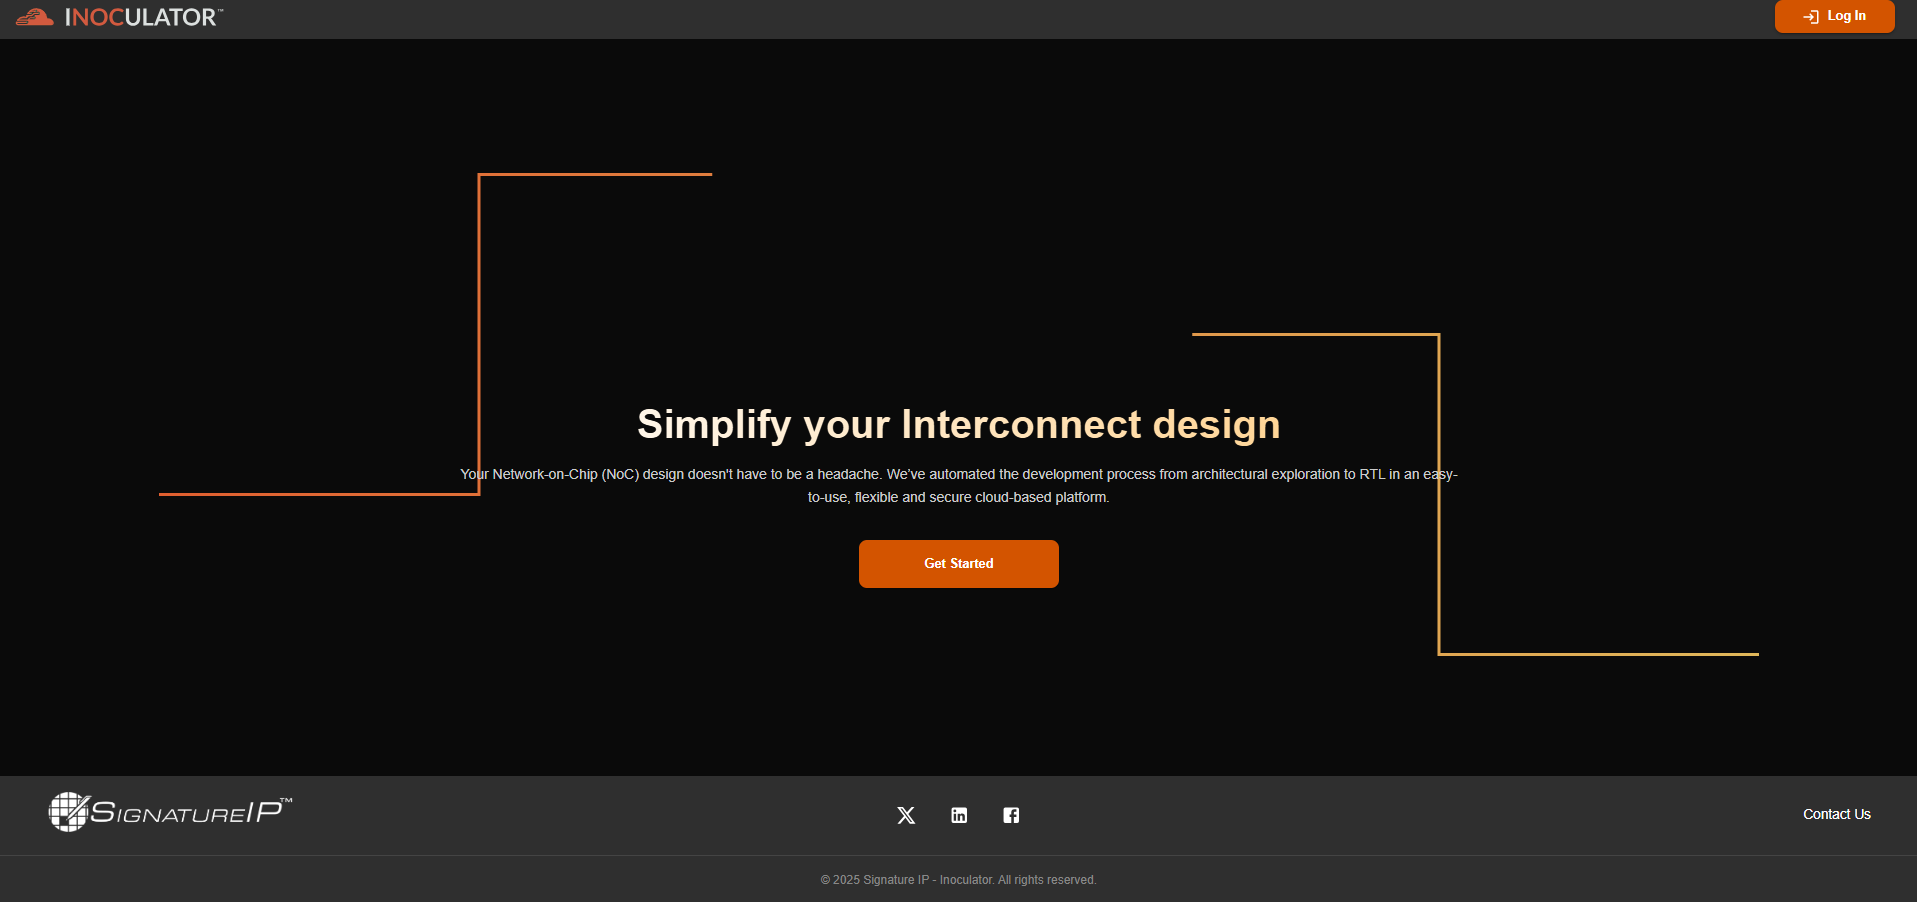 INOCULATOR™
Log In
Simplify your Interconnect design
Your Network-on-Chip (NoC) design doesn't have to be a headache. We've automated the development process from architectural exploration to RTL in an easy-
to-use, flexible and secure cloud-based platform.
Get Started
SIGNATUREIP™
Contact Us
© 2025 Signature IP - Inoculator. All rights reserved.